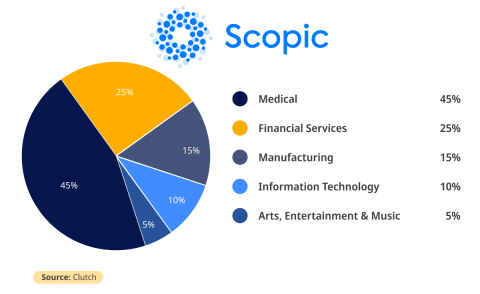 Scopic
25%
15%
45%
10%
5%
Medical 45%
Financial Services 25%
Manufacturing 15%
Information Technology 10%
Arts, Entertainment & Music 5%
Source: Clutch